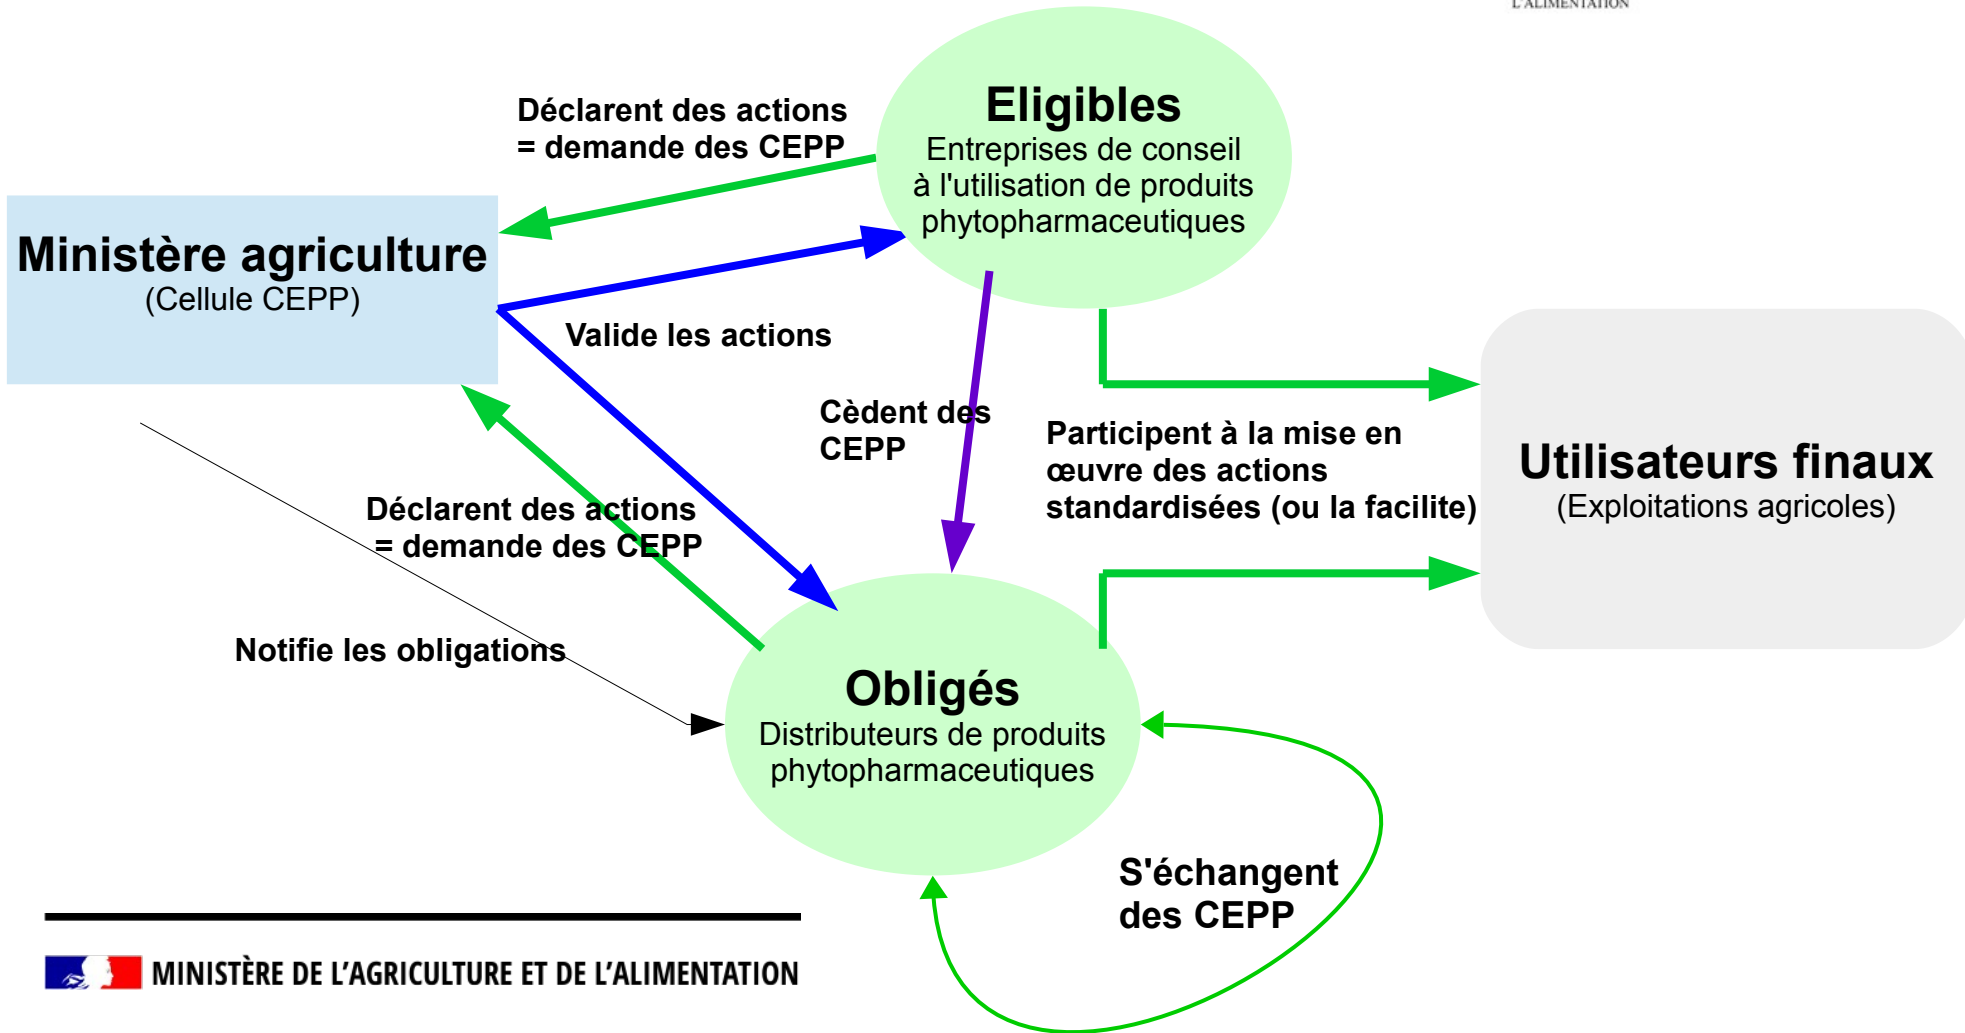 L'ALIMENTATION
Déclarent des actions
= demande des CEPP
Eligibles
Entreprises de conseil
à l'utilisation de produits
phytopharmaceutiques
Ministère agriculture
(Cellule CEPP)
Valide les actions
Cèdent des
CEPP
Participent à la mise en
œuvre des actions
standardisées (ou la facilite)
Utilisateurs finaux
(Exploitations agricoles)
Déclarent des actions
= demande des CEPP
Notifie les obligations
Obligés
Distributeurs de produits
phytopharmaceutiques
S'échangent
des CEPP
MINISTÈRE DE L'AGRICULTURE ET DE L'ALIMENTATION